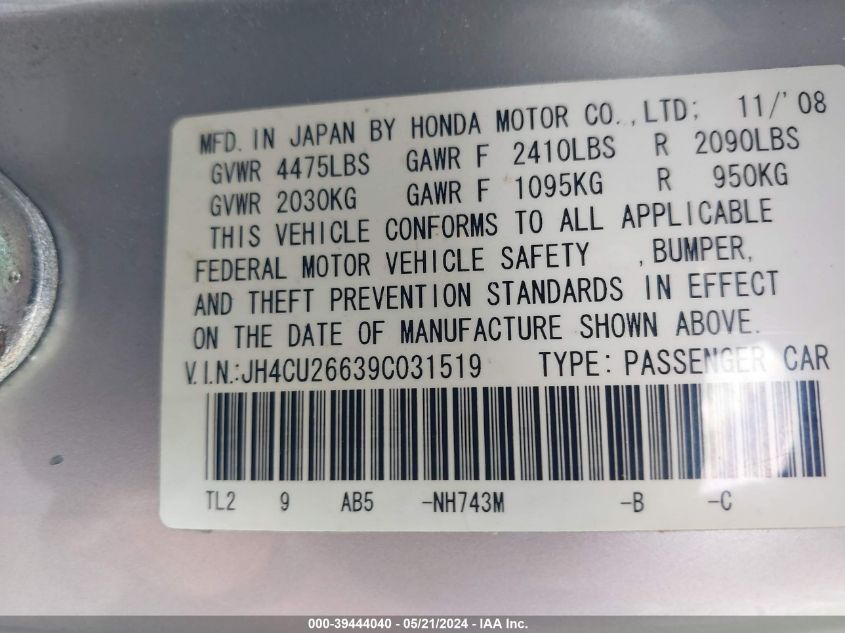 MFD. IN JAPAN BY HONDA MOTOR CO., LTD; 11/'08
GVWR 4475LBS GAWR F 2410LBS R 2090LBS
GVWR 2030KG GAWR F 1095KG R 950KG
THIS VEHICLE CONFORMS TO ALL APPLICABLE
FEDERAL MOTOR VEHICLE SAFETY , BUMPER,
AND THEFT PREVENTION STANDARDS IN EFFECT
ON THE DATE OF MANUFACTURE SHOWN ABOVE.
V.I.N.:JH4CU26639C031519 TYPE: PASSENGER CAR
TL2 9 AB5 -NH743M -B -C
000-39444040 - 05/21/2024 - IAA Inc.